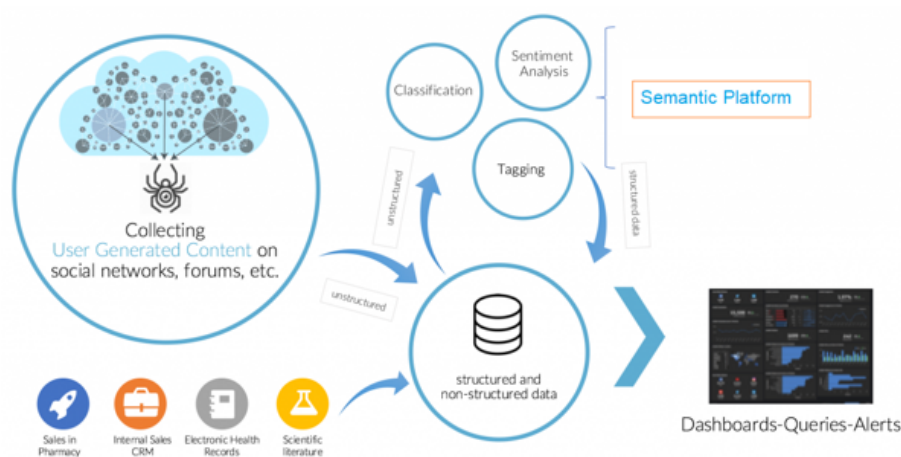 Collecting
User Generated Content on
social networks, forums, etc.
Classification
Sentiment
Analysis
Tagging
Semantic Platform
unstructured
unstructured
structured data
structured and
non-structured data
Sales in
Pharmacy
Internal Sales
CRM
Electronic Health
Records
Scientific
literature
Dashboards-Queries-Alerts